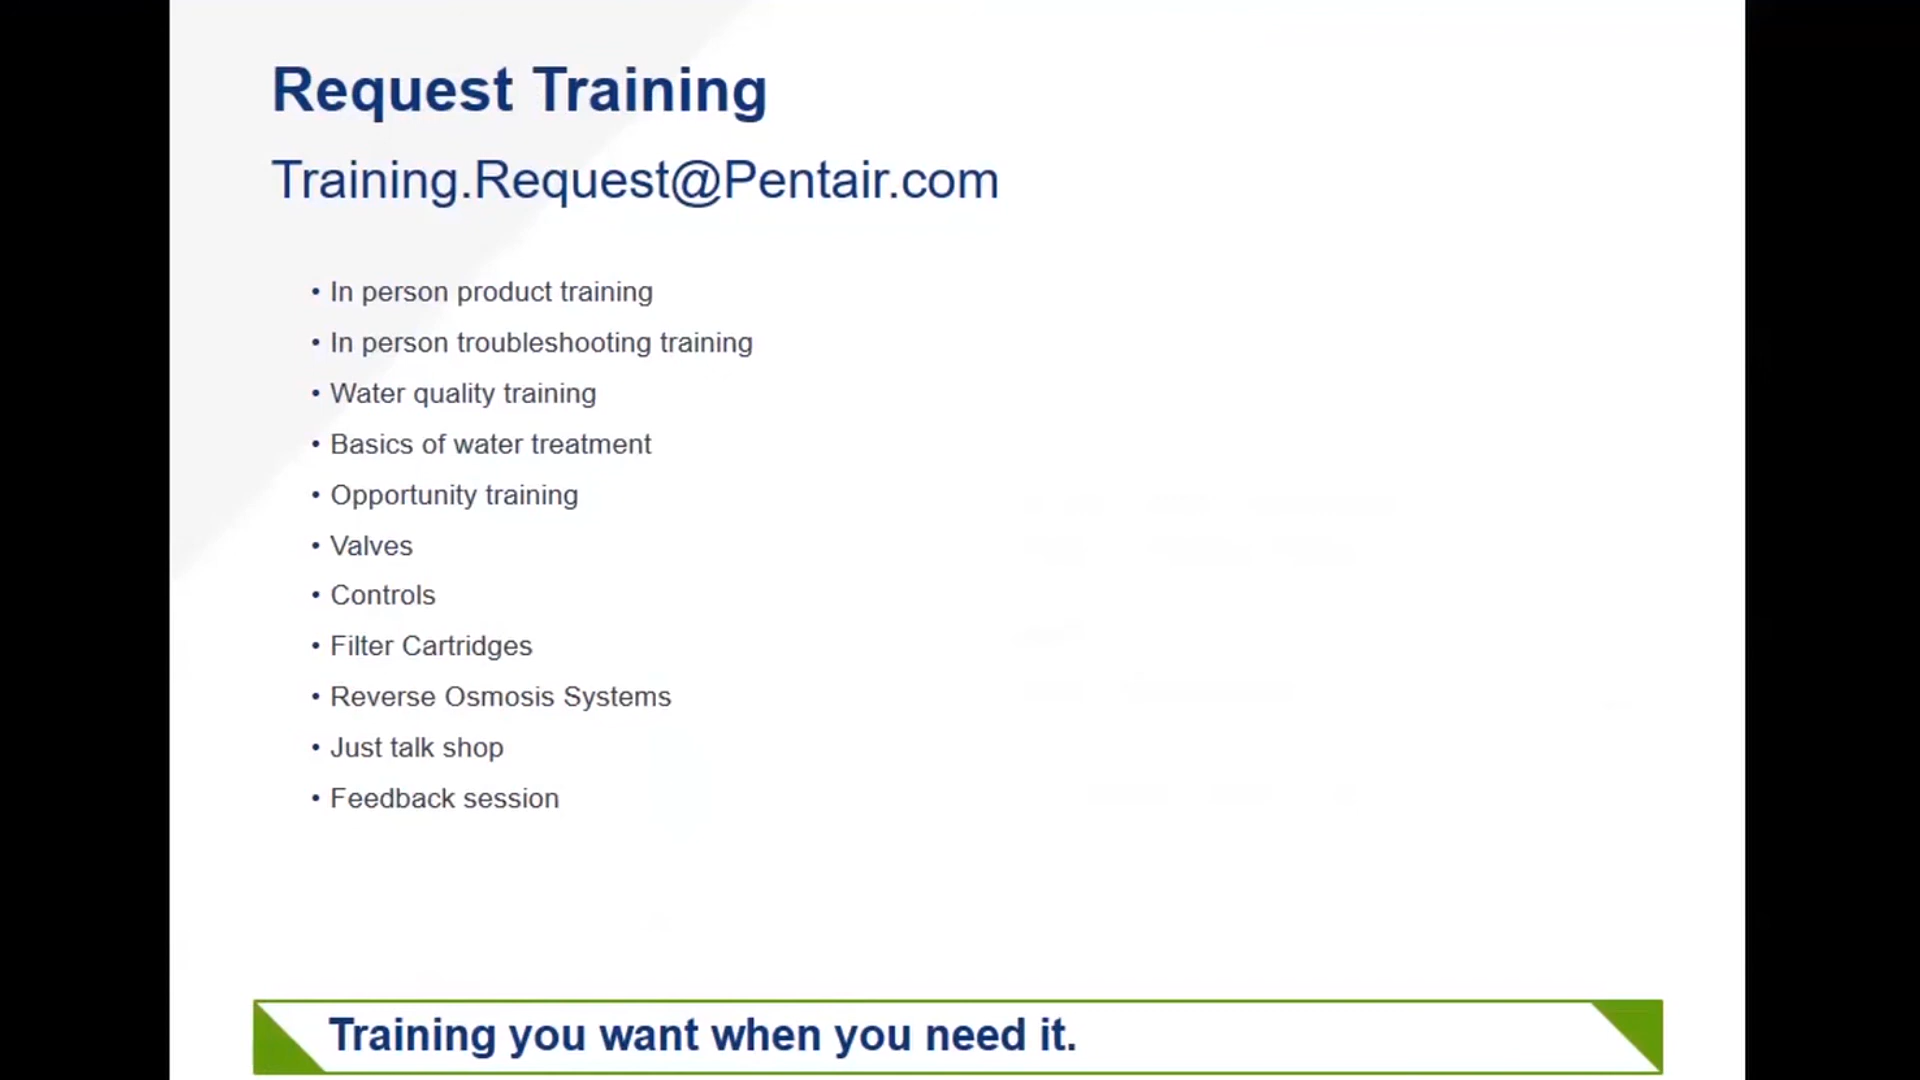 Request Training
Training.Request@Pentair.com
• In person product training
• In person troubleshooting training
• Water quality training
• Basics of water treatment
• Opportunity training
• Valves
• Controls
• Filter Cartridges
• Reverse Osmosis Systems
• Just talk shop
• Feedback session
Training you want when you need it.